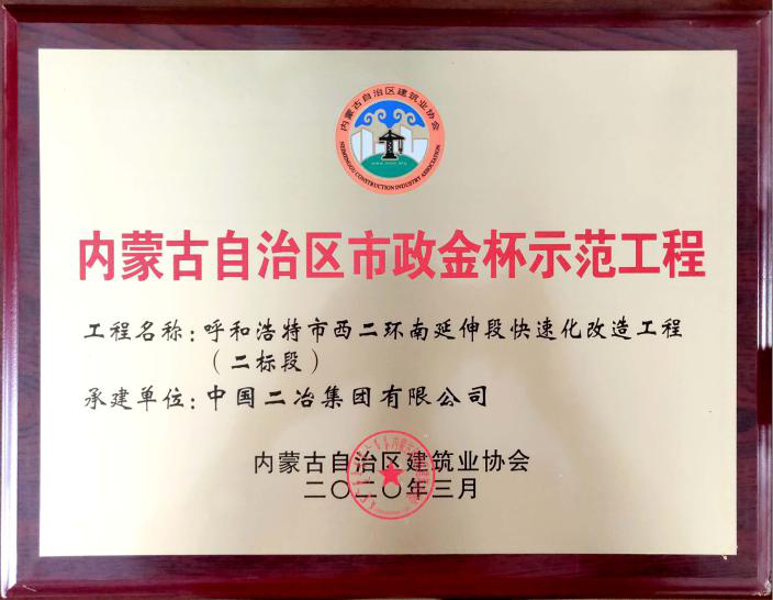 内蒙古自治区建筑业协会
NEIMENGGU CONSTRUCTION INDUSTRY ASSOCIATION
内蒙古自治区市政金杯示范工程
工程名称:呼和浩特市西二环南延伸段快速化改造工程
(二标段)
承建单位:中国二冶集团有限公司
内蒙古自治区建筑业协会
二〇二〇年三月